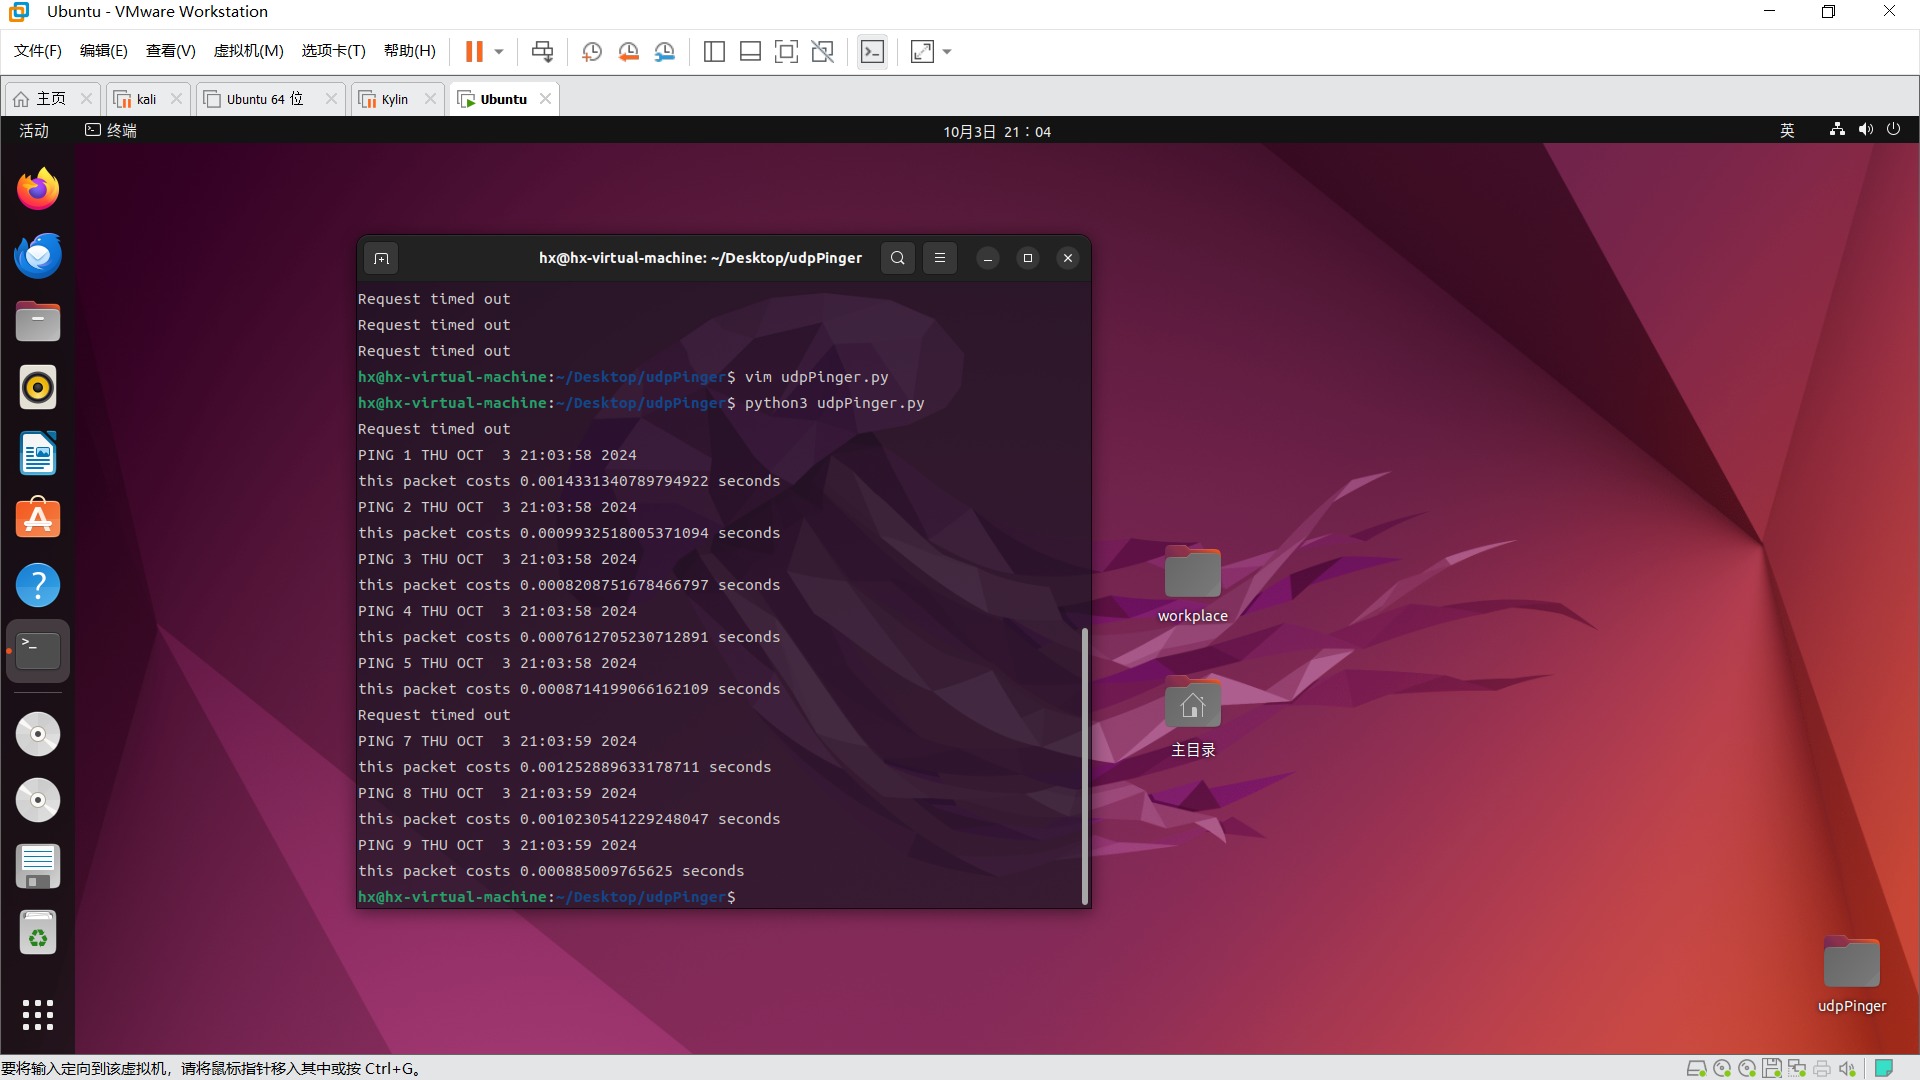 Ubuntu - VMware Workstation
文件(F) 编辑(E) 查看(V) 虚拟机(M) 选项卡(T) 帮助(H)
主页 kali Ubuntu 64 位 Kylin Ubuntu
活动 终端 10月3日 21：04 英
hx@hx-virtual-machine: ~/Desktop/udpPinger
Request timed out
Request timed out
Request timed out
hx@hx-virtual-machine:~/Desktop/udpPinger$ vim udpPinger.py
hx@hx-virtual-machine:~/Desktop/udpPinger$ python3 udpPinger.py
Request timed out
PING 1 THU OCT  3 21:03:58 2024
this packet costs 0.0014331340789794922 seconds
PING 2 THU OCT  3 21:03:58 2024
this packet costs 0.0009932518005371094 seconds
PING 3 THU OCT  3 21:03:58 2024
this packet costs 0.0008208751678466797 seconds
PING 4 THU OCT  3 21:03:58 2024
this packet costs 0.0007612705230712891 seconds
PING 5 THU OCT  3 21:03:58 2024
this packet costs 0.0008714199066162109 seconds
Request timed out
PING 7 THU OCT  3 21:03:59 2024
this packet costs 0.001252889633178711 seconds
PING 8 THU OCT  3 21:03:59 2024
this packet costs 0.0010230541229248047 seconds
PING 9 THU OCT  3 21:03:59 2024
this packet costs 0.000885009765625 seconds
hx@hx-virtual-machine:~/Desktop/udpPinger$
workplace
主目录
udpPinger
要将输入定向到该虚拟机，请将鼠标指针移入其中或按 Ctrl+G。